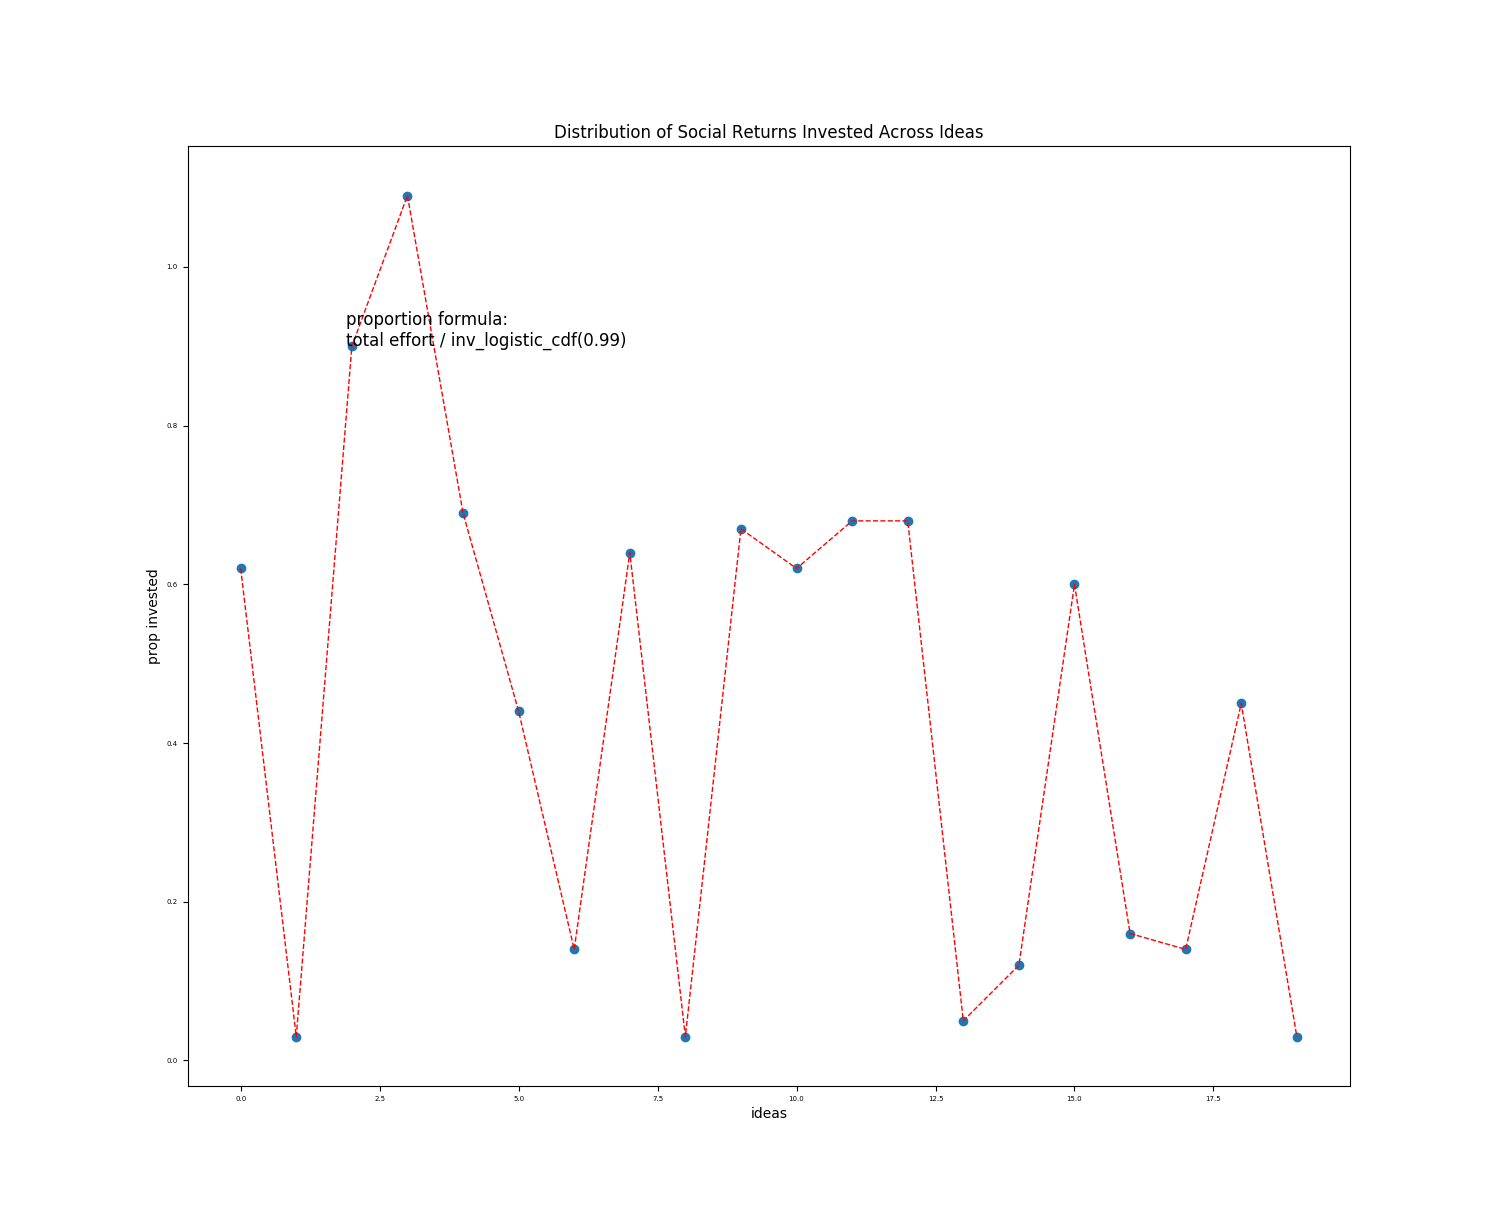 Distribution of Social Returns Invested Across Ideas
1.0
proportion formula:
total effort / inv_logistic_cdf(0.99)
0.8
0.6
prop invested
0.4
0.2
0.0
0.0 2.5 5.0 7.5 10.0 12.5 15.0 17.5
ideas